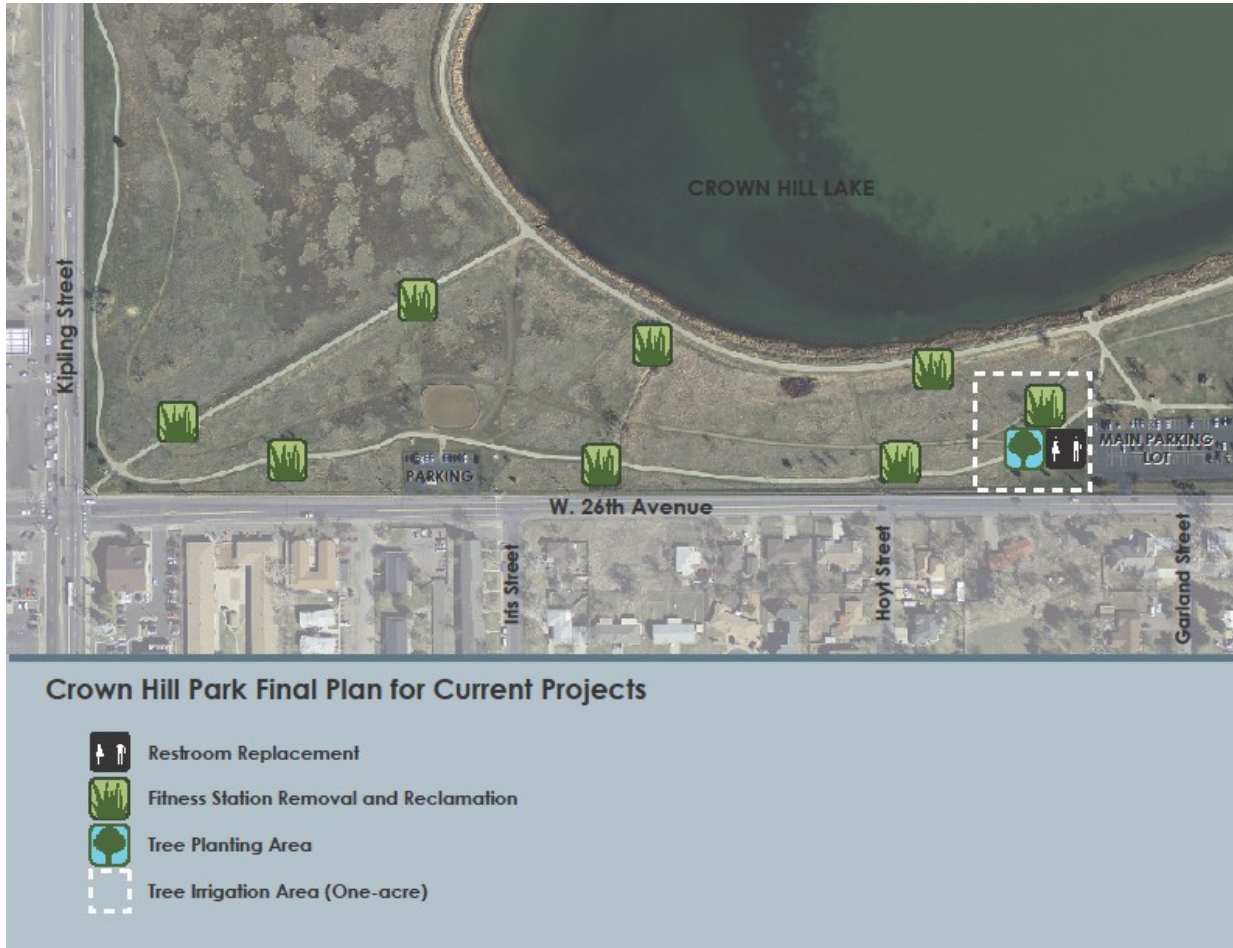 CROWN HILL LAKE
Kipling Street
MAIN PARKING
LOT
PARKING
W. 26th Avenue
Iris Street
Hoyt Street
Garland Street
Crown Hill Park Final Plan for Current Projects
Restroom Replacement
Fitness Station Removal and Reclamation
Tree Planting Area
Tree Irrigation Area (One-acre)